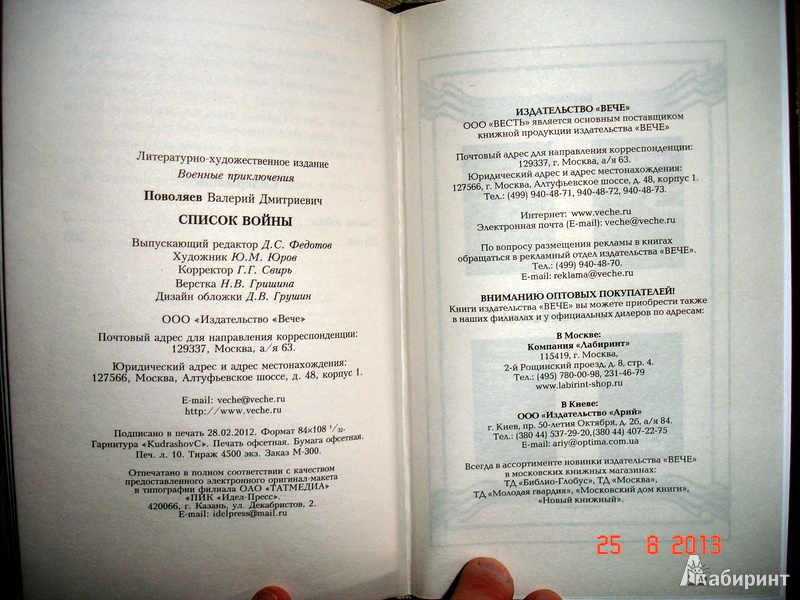 Литературно-художественное издание
Военные приключения
Поволяев Валерий Дмитриевич
СПИСОК ВОЙНЫ
Выпускающий редактор Д.С. Федотов
Художник Ю.М. Юров
Корректор Г.Г. Свирь
Верстка Н.В. Гришина
Дизайн обложки Д.В. Грушин
ООО «Издательство «Вече»
Почтовый адрес для направления корреспонденции:
129337, Москва, а/я 63.
Юридический адрес и адрес местонахождения:
127566, Москва, Алтуфьевское шоссе, д. 48, корпус 1.
E-mail: veche@veche.ru
http://www.veche.ru
Подписано в печать 28.02.2012. Формат 84×108 1/32.
Гарнитура «KudrashovC». Печать офсетная. Бумага офсетная.
Печ. л. 10. Тираж 4500 экз. Заказ М-300.
Отпечатано в полном соответствии с качеством
предоставленного электронного оригинал-макета
в типографии филиала ОАО «ТАТМЕДИА»
«ПИК «Идел-Пресс».
420066, г. Казань, ул. Декабристов, 2.
E-mail: idelpress@mail.ru
ИЗДАТЕЛЬСТВО «ВЕЧЕ»
ООО «ВЕСТЬ» является основным поставщиком
книжной продукции издательства «ВЕЧЕ»
Почтовый адрес для направления корреспонденции:
129337, г. Москва, а/я 63.
Юридический адрес и адрес местонахождения:
127566, г. Москва, Алтуфьевское шоссе, д. 48, корпус 1.
Тел.: (499) 940-48-71, 940-48-72, 940-48-73.
Интернет: www.veche.ru
Электронная почта (E-mail): veche@veche.ru
По вопросу размещения рекламы в книгах
обращаться в рекламный отдел издательства «ВЕЧЕ».
Тел.: (499) 940-48-70.
E-mail: reklama@veche.ru
ВНИМАНИЮ ОПТОВЫХ ПОКУПАТЕЛЕЙ!
Книги издательства «ВЕЧЕ» вы можете приобрести также
в наших филиалах и у официальных дилеров по адресам:
В Москве:
Компания «Лабиринт»
115419, г. Москва,
2-й Рощинский проезд, д. 8, стр. 4.
Тел.: (495) 780-00-98, 231-46-79
www.labirint-shop.ru
В Киеве:
ООО «Издательство «Арий»
г. Киев, пр. 50-летия Октября, д. 26, а/я 84.
Тел.: (380 44) 537-29-20,(380 44) 407-22-75
E-mail: ariy@optima.com.ua
Всегда в ассортименте новинки издательства «ВЕЧЕ»
в московских книжных магазинах:
ТД «Библио-Глобус», ТД «Москва»,
ТД «Молодая гвардия», «Московский дом книги»,
«Новый книжный».
25 8 2013
Лабиринт